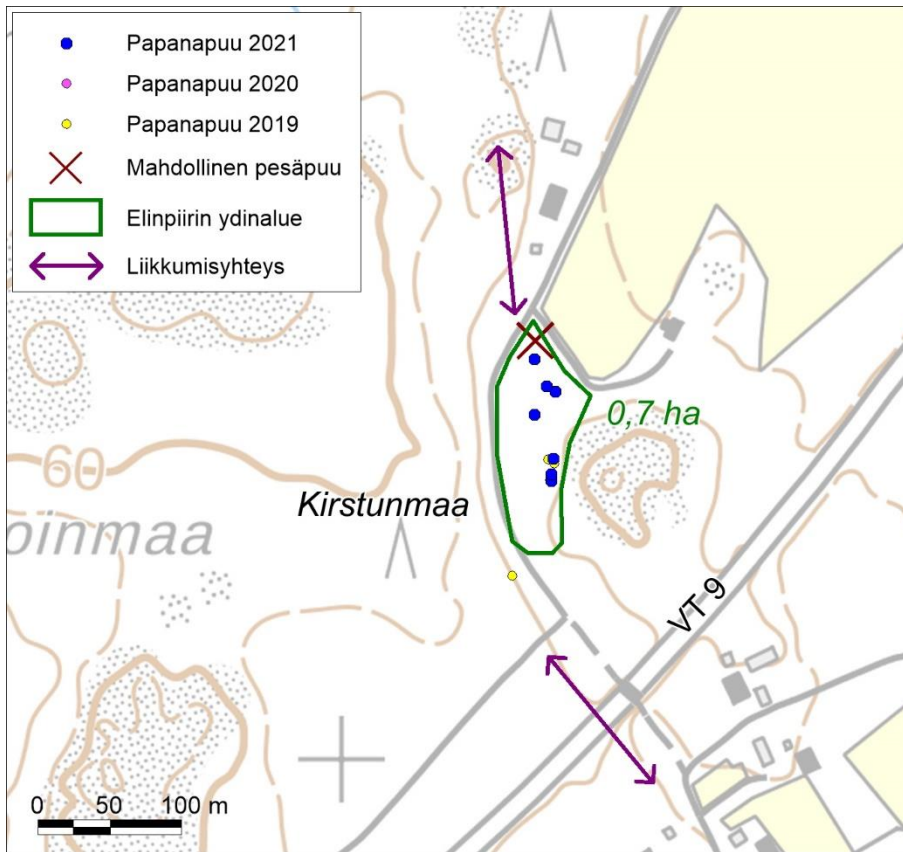 Papanapuu 2021
Papanapuu 2020
Papanapuu 2019
Mahdollinen pesäpuu
Elinpiirin ydinalue
Liikkumisyhteys
0,7 ha
60
Kirstunmaa
oinmaa
VT 9
0 50 100 m